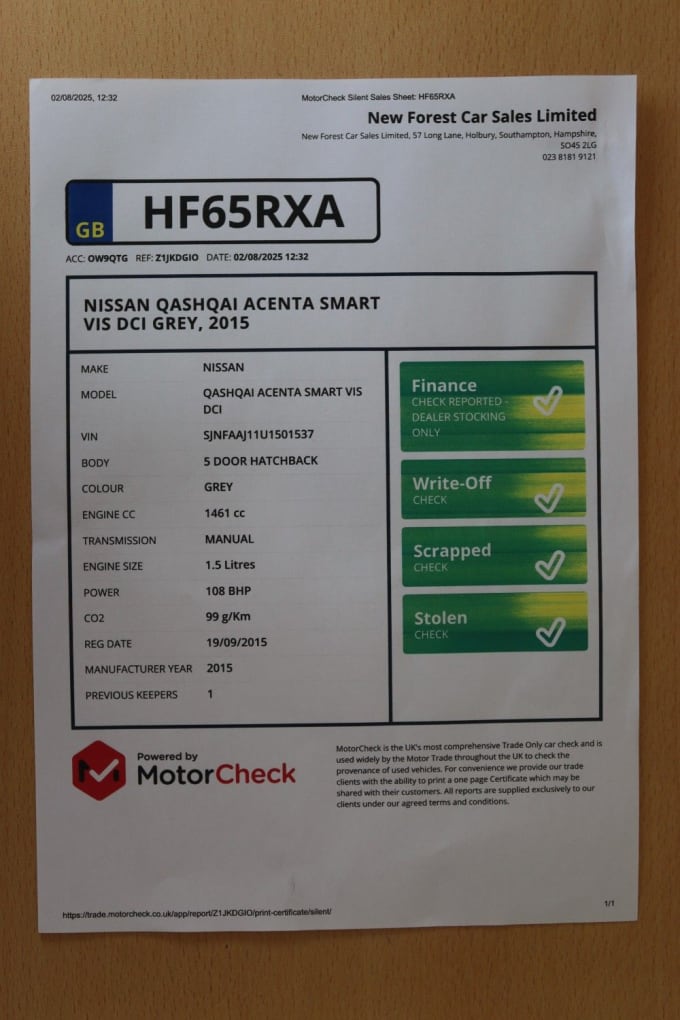 02/08/2025, 12:32
MotorCheck Silent Sales Sheet: HF65RXA
New Forest Car Sales Limited
New Forest Car Sales Limited, 57 Long Lane, Holbury, Southampton, Hampshire,
SO45 2LG
023 8181 9121
GB
HF65RXA
ACC: OW9QTG REF: Z1JKDGIO DATE: 02/08/2025 12:32
NISSAN QASHQAI ACENTA SMART
VIS DCI GREY, 2015
MAKE NISSAN
MODEL QASHQAI ACENTA SMART VIS
DCI
VIN SJNFAAJ11U1501537
BODY 5 DOOR HATCHBACK
COLOUR GREY
ENGINE CC 1461 cc
TRANSMISSION MANUAL
ENGINE SIZE 1.5 Litres
POWER 108 BHP
CO2 99 g/Km
REG DATE 19/09/2015
MANUFACTURER YEAR 2015
PREVIOUS KEEPERS 1
Finance
CHECK REPORTED -
DEALER STOCKING
ONLY
Write-Off
CHECK
Scrapped
CHECK
Stolen
CHECK
Powered by
MotorCheck
MotorCheck is the UK's most comprehensive Trade Only car check and is
used widely by the Motor Trade throughout the UK to check the
provenance of used vehicles. For convenience we provide our trade
clients with the ability to print a one page Certificate which may be
shared with their customers. All reports are supplied exclusively to our
clients under our agreed terms and conditions.
https://trade.motorcheck.co.uk/app/report/Z1JKDGIO/print-certificate/silent/
1/1